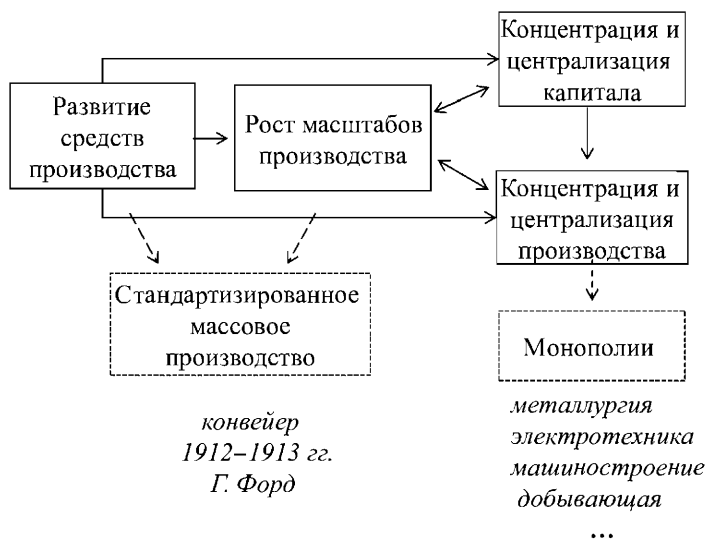 Развитие
средств
производства
Рост масштабов
производства
Концентрация и
централизация
капитала
Концентрация и
централизация
производства
Стандартизированное
массовое
производство
Монополии
конвейер
1912–1913 гг.
Г. Форд
металлургия
электротехника
машиностроение
добывающая
...